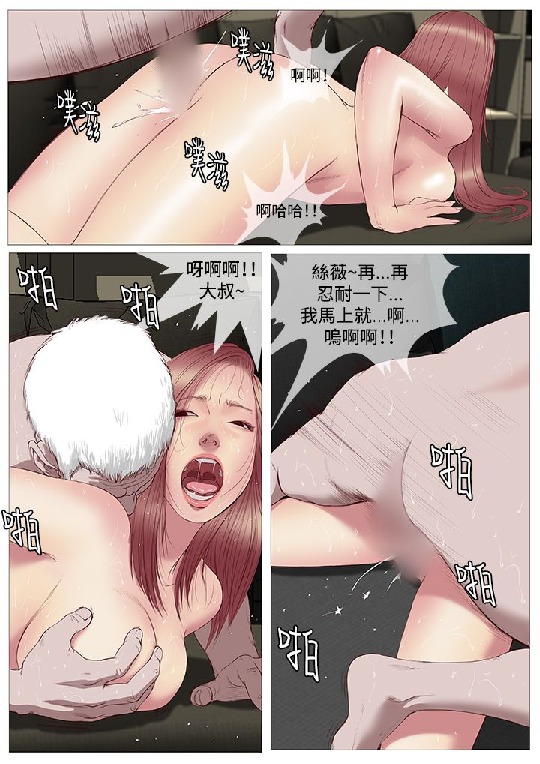 噗滋
噗滋
啊啊!
噗滋
噗滋
啊哈哈!!
呀啊啊!!
大叔~
啪
啪
啪
絲薇~再...再
忍耐一下...
我馬上就...啊...
嗚啊啊!!
啪
啪
啪